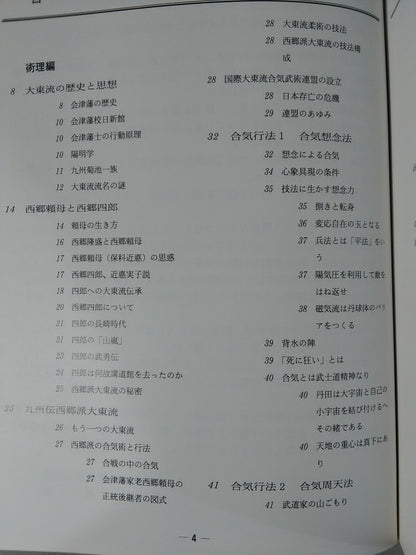 術理編
8 大東流の歴史と思想
8 会津藩の歴史
10 会津藩校日新館
10 会津藩士の行動原理
10 陽明学
11 九州菊池一族
12 大東流流名の謎
14 西郷頼母と西郷四郎
14 頼母の生き方
16 西郷隆盛と西郷頼母
17 西郷頼母（保科近悳）の思惑
17 西郷四郎、近悳実子説
18 四郎への大東流伝承
20 西郷四郎について
21 四郎の長崎時代
21 四郎の「山嵐」
23 四郎の武勇伝
24 四郎は何故講道館を去ったのか
25 西郷派大東流の秘密
25 九州伝西郷派大東流
26 もう一つの大東流
27 西郷派の合気術と行法
27 合戦の中の合気
27 会津藩家老西郷頼母の
正統後継者の図式
28 大東流柔術の技法
28 西郷派大東流の技法構
成
28 国際大東流合気武術連盟の設立
28 日本存亡の危機
29 連盟のあゆみ
32 合気行法1 合気想念法
32 想念による合気
34 心象具現の条件
35 技法に生かす想念力
35 捌きと転身
36 変応自在の玉となる
37 兵法とは「平法」をい
う
37 陽気圧を利用して敵を
はね返せ
38 磁気流は丹球体のバリ
アをつくる
39 背水の陣
39 「死に狂い」とは
40 合気とは武士道精神なり
40 丹田は大宇宙と自己の
小宇宙を結び付けるへ
その緒である
40 天地の重心は真下にあ
り
41 合気行法2 合気周天法
41 武道家の山ごもり
— 4 —